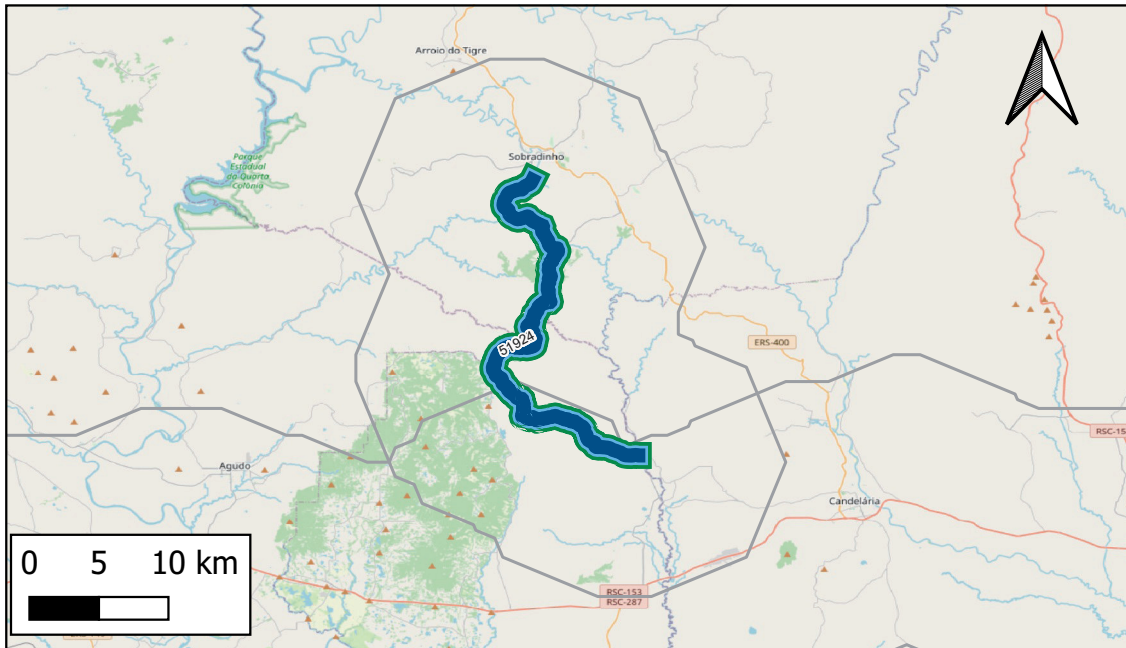 Arroio do Tigre
Sobradinho
Parque
Estadual
da Quarta
Colônia
51924
ERS-400
RSC-15
Agudo
Candelária
RSC-153
RSC-287
0 5 10 km